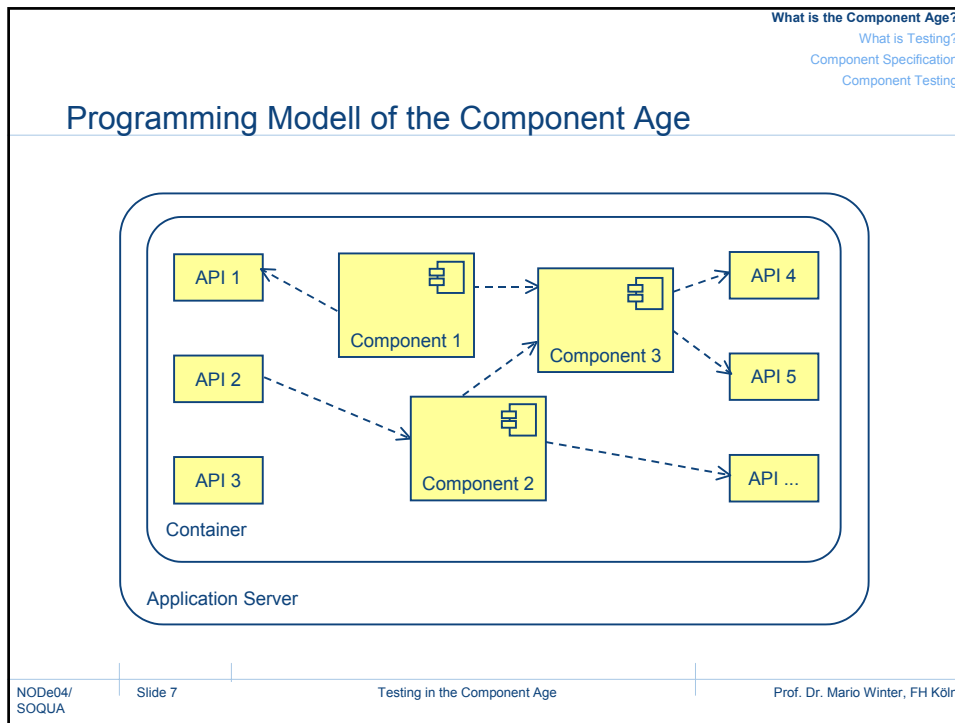 What is the Component Age?
What is Testing?
Component Specification
Component Testing
Programming Modell of the Component Age
API 1
Component 1
Component 3
API 4
API 2
API 5
Component 2
API 3
API ...
Container
Application Server
NODe04/
SOQUA
Slide 7
Testing in the Component Age
Prof. Dr. Mario Winter, FH Köln